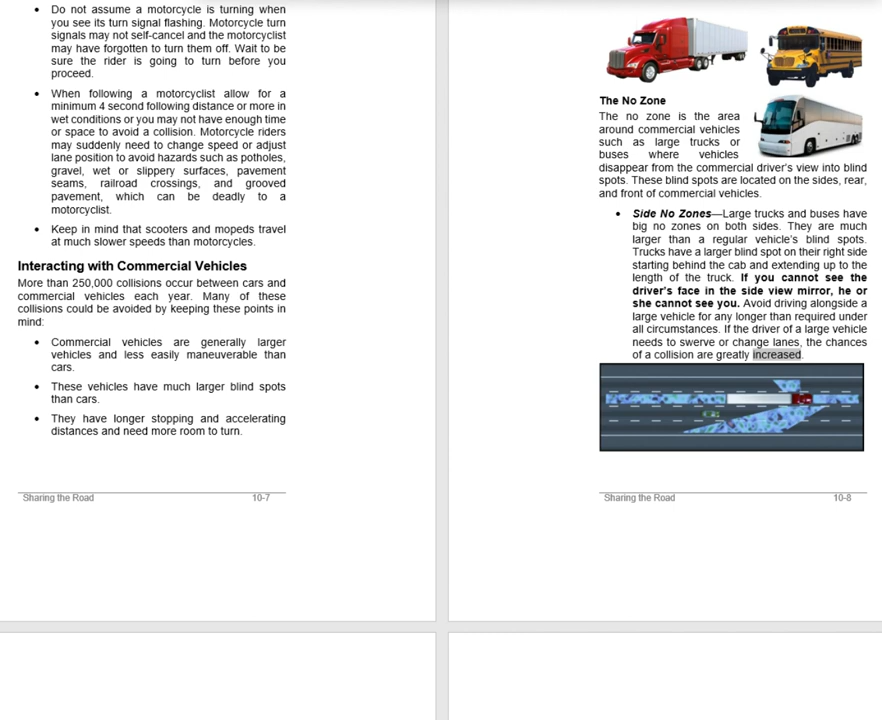 • Do not assume a motorcycle is turning when
you see its turn signal flashing. Motorcycle turn
signals may not self-cancel and the motorcyclist
may have forgotten to turn them off. Wait to be
sure the rider is going to turn before you
proceed.
• When following a motorcyclist allow for a
minimum 4 second following distance or more in
wet conditions or you may not have enough time
or space to avoid a collision. Motorcycle riders
may suddenly need to change speed or adjust
lane position to avoid hazards such as potholes,
gravel, wet or slippery surfaces, pavement
seams, railroad crossings, and grooved
pavement, which can be deadly to a
motorcyclist.
• Keep in mind that scooters and mopeds travel
at much slower speeds than motorcycles.
Interacting with Commercial Vehicles
More than 250,000 collisions occur between cars and
commercial vehicles each year. Many of these
collisions could be avoided by keeping these points in
mind:
• Commercial vehicles are generally larger
vehicles and less easily maneuverable than
cars.
• These vehicles have much larger blind spots
than cars.
• They have longer stopping and accelerating
distances and need more room to turn.
Sharing the Road 10-7
The No Zone
The no zone is the area
around commercial vehicles
such as large trucks or
buses where vehicles
disappear from the commercial driver's view into blind
spots. These blind spots are located on the sides, rear,
and front of commercial vehicles.
• Side No Zones—Large trucks and buses have
big no zones on both sides. They are much
larger than a regular vehicle's blind spots.
Trucks have a larger blind spot on their right side
starting behind the cab and extending up to the
length of the truck. If you cannot see the
driver's face in the side view mirror, he or
she cannot see you. Avoid driving alongside a
large vehicle for any longer than required under
all circumstances. If the driver of a large vehicle
needs to swerve or change lanes, the chances
of a collision are greatly increased.
Sharing the Road 10-8